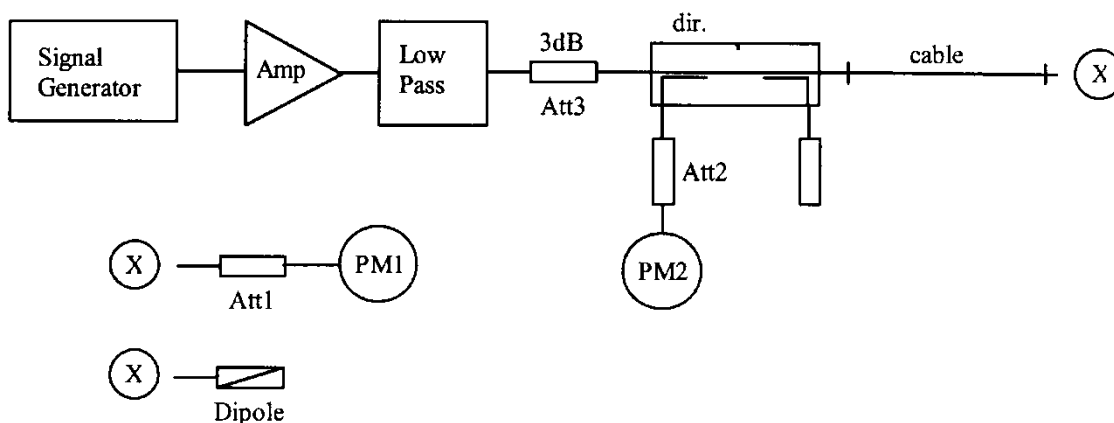 dir.
Signal
Generator
Amp
Low
Pass
3dB
Att3
cable
X
Att2
PM2
X
Att1
PM1
X
Dipole